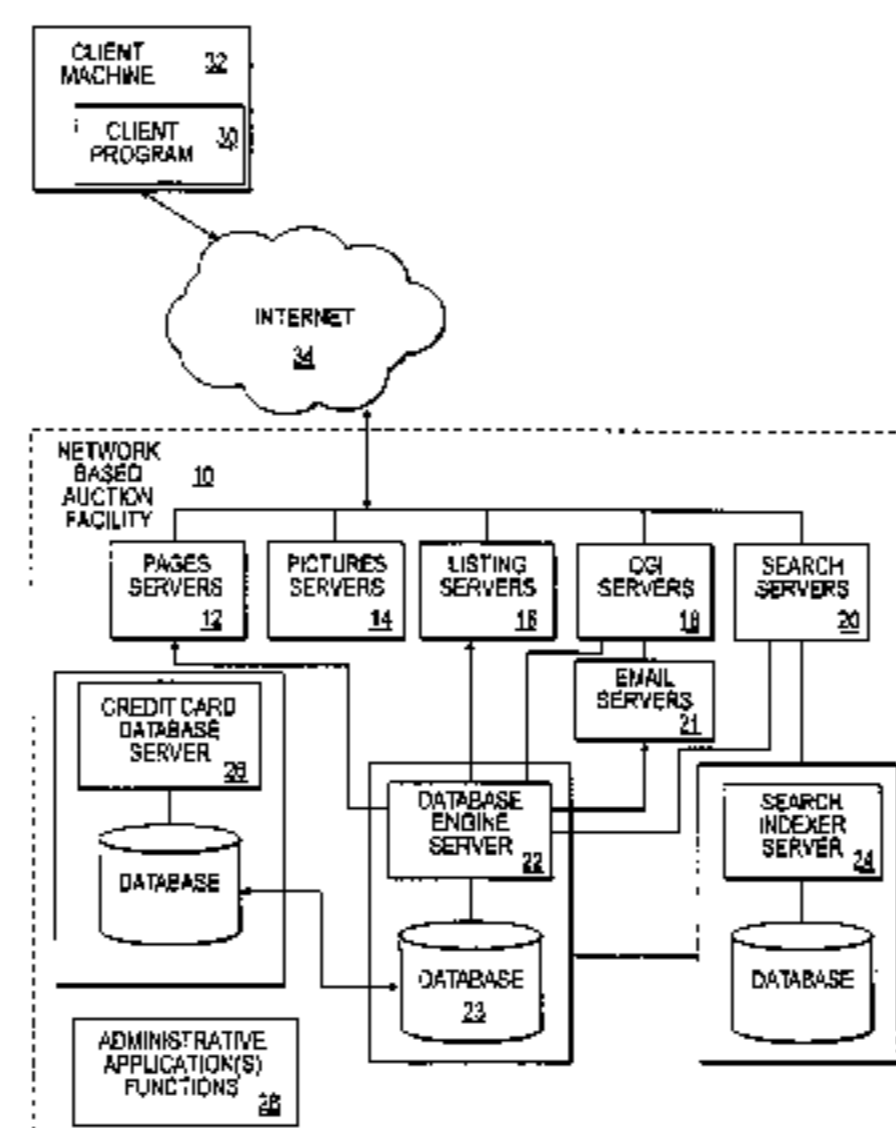 CLIENT
MACHINE 32
CLIENT
PROGRAM 30
INTERNET
34
NETWORK
BASED
AUCTION
FACILITY 10
PAGES
SERVERS
12
PICTURES
SERVERS
14
LISTING
SERVERS
16
CGI
SERVERS
18
SEARCH
SERVERS
20
EMAIL
SERVERS
21
CREDIT CARD
DATABASE
SERVER
26
DATABASE
DATABASE
ENGINE
SERVER
22
DATABASE
23
SEARCH
INDEXER
SERVER
24
DATABASE
ADMINISTRATIVE
APPLICATION(S)
FUNCTIONS
28